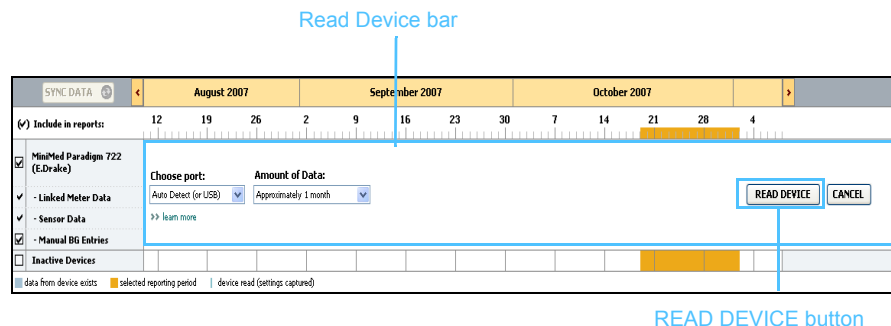 Read Device bar
SYNC DATA
August 2007 September 2007 October 2007
(✓) Include in reports: 12 19 26 2 9 16 23 30 7 14 21 28 4
MiniMed Paradigm 722
(E.Drake)
Choose port: Amount of Data:
Auto Detect (or USB) Approximately 1 month READ DEVICE CANCEL
- Linked Meter Data
>> learn more
- Sensor Data
- Manual BG Entries
Inactive Devices
data from device exists selected reporting period device read (settings captured)
READ DEVICE button